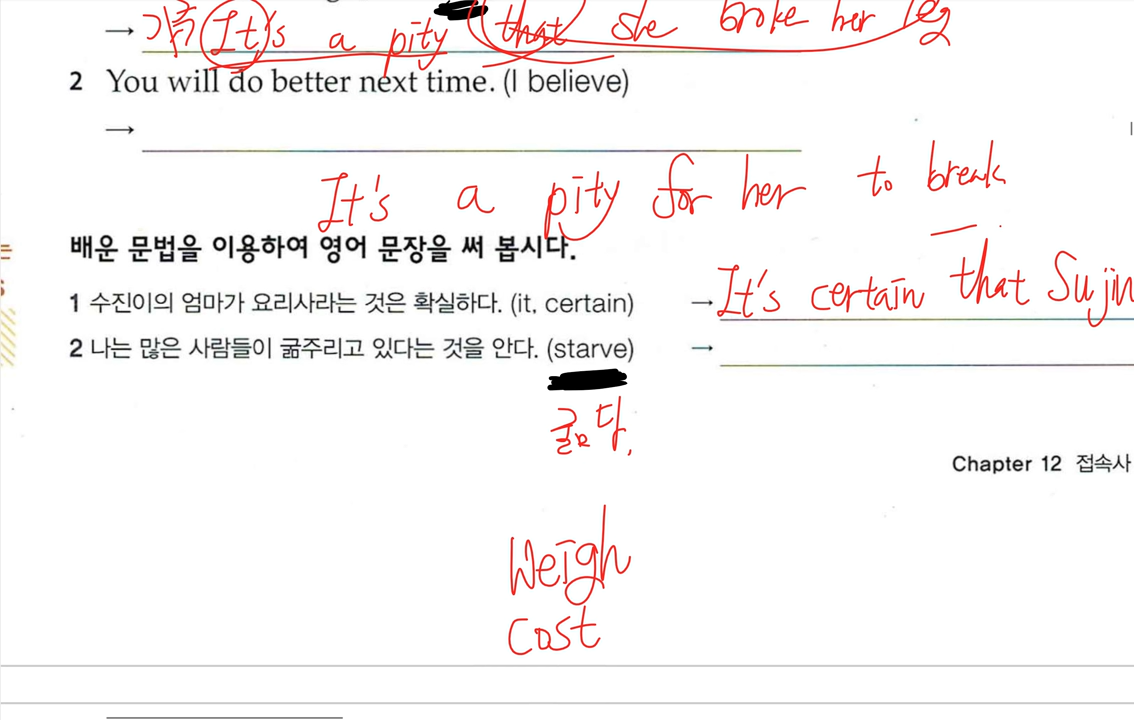 → 가주 It's a pity that she broke her leg
2 You will do better next time. (I believe)
→
It's a pity for her to break
배운 문법을 이용하여 영어 문장을 써 봅시다.
1 수진이의 엄마가 요리사라는 것은 확실하다. (it, certain) → It's certain that Sujin
2 나는 많은 사람들이 굶주리고 있다는 것을 안다. (starve) →
Chapter 12 접속사
Weigh
cost